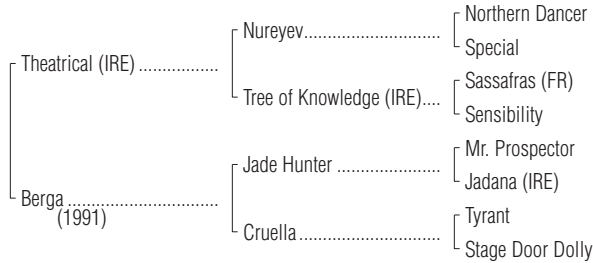 Northern Dancer
Nureyev
Special
Theatrical (IRE)
Sassafras (FR)
Tree of Knowledge (IRE)
Sensibility
Mr. Prospector
Jade Hunter
Jadana (IRE)
Berga
(1991)
Tyrant
Cruella
Stage Door Dolly